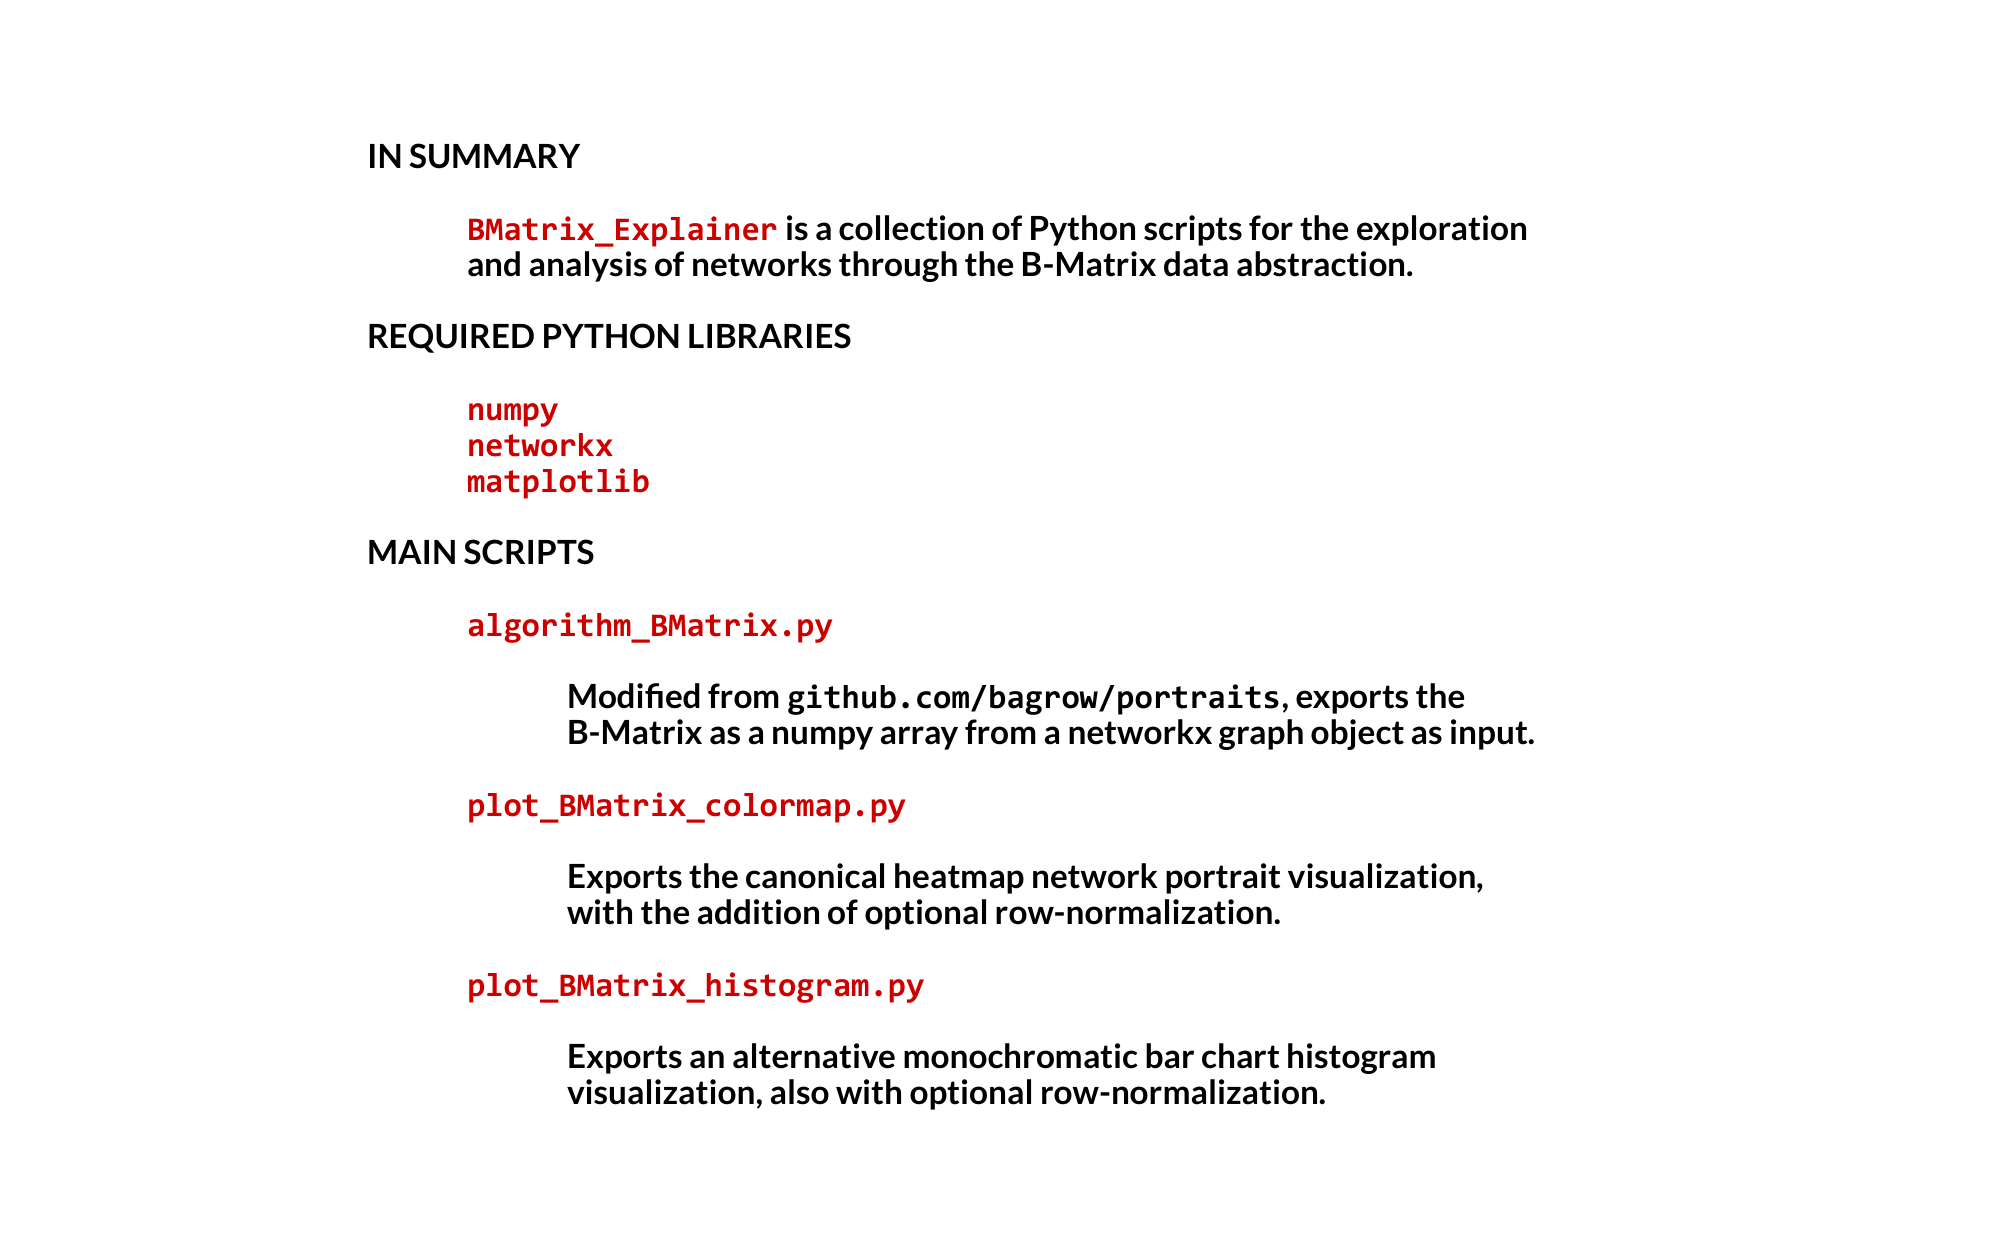 IN SUMMARY
BMatrix_Explainer is a collection of Python scripts for the exploration
and analysis of networks through the B-Matrix data abstraction.
REQUIRED PYTHON LIBRARIES
numpy
networkx
matplotlib
MAIN SCRIPTS
algorithm_BMatrix.py
Modified from github.com/bagrow/portraits, exports the
B-Matrix as a numpy array from a networkx graph object as input.
plot_BMatrix_colormap.py
Exports the canonical heatmap network portrait visualization,
with the addition of optional row-normalization.
plot_BMatrix_histogram.py
Exports an alternative monochromatic bar chart histogram
visualization, also with optional row-normalization.